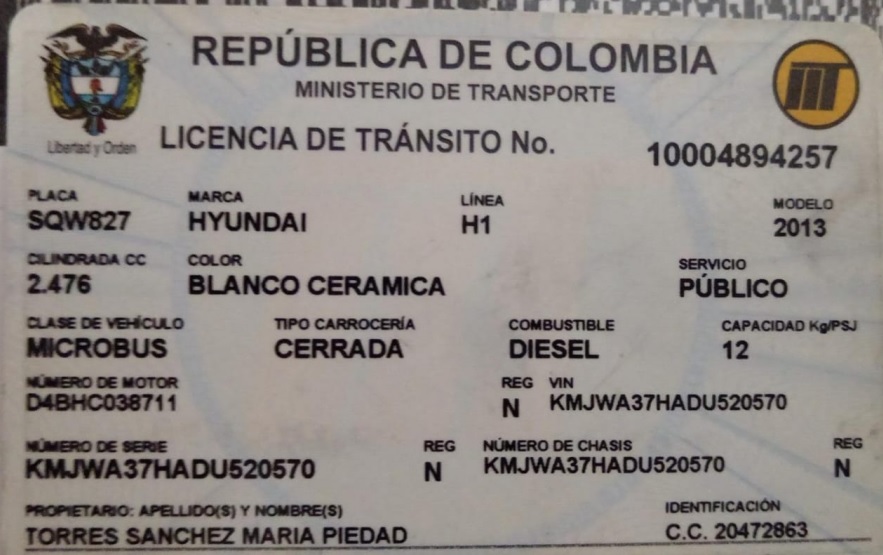 REPÚBLICA DE COLOMBIA
MINISTERIO DE TRANSPORTE
Libertad y Orden
LICENCIA DE TRÁNSITO No. 10004894257
PLACA MARCA LÍNEA MODELO
SQW827 HYUNDAI H1 2013
CILINDRADA CC COLOR SERVICIO
2.476 BLANCO CERAMICA PÚBLICO
CLASE DE VEHÍCULO TIPO CARROCERÍA COMBUSTIBLE CAPACIDAD Kg/PSJ
MICROBUS CERRADA DIESEL 12
NÚMERO DE MOTOR REG VIN
D4BHC038711 N KMJWA37HADU520570
NÚMERO DE SERIE REG NÚMERO DE CHASIS REG
KMJWA37HADU520570 N KMJWA37HADU520570 N
PROPIETARIO: APELLIDO(S) Y NOMBRE(S) IDENTIFICACIÓN
TORRES SANCHEZ MARIA PIEDAD C.C. 20472863